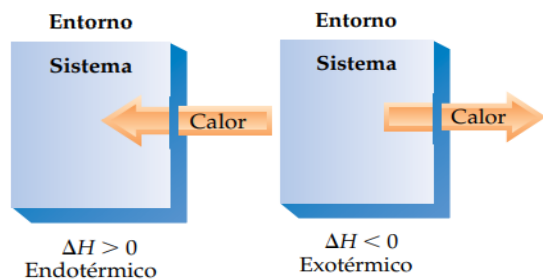 Entorno
Sistema
Calor
ΔH > 0
Endotérmico
Entorno
Sistema
Calor
ΔH < 0
Exotérmico